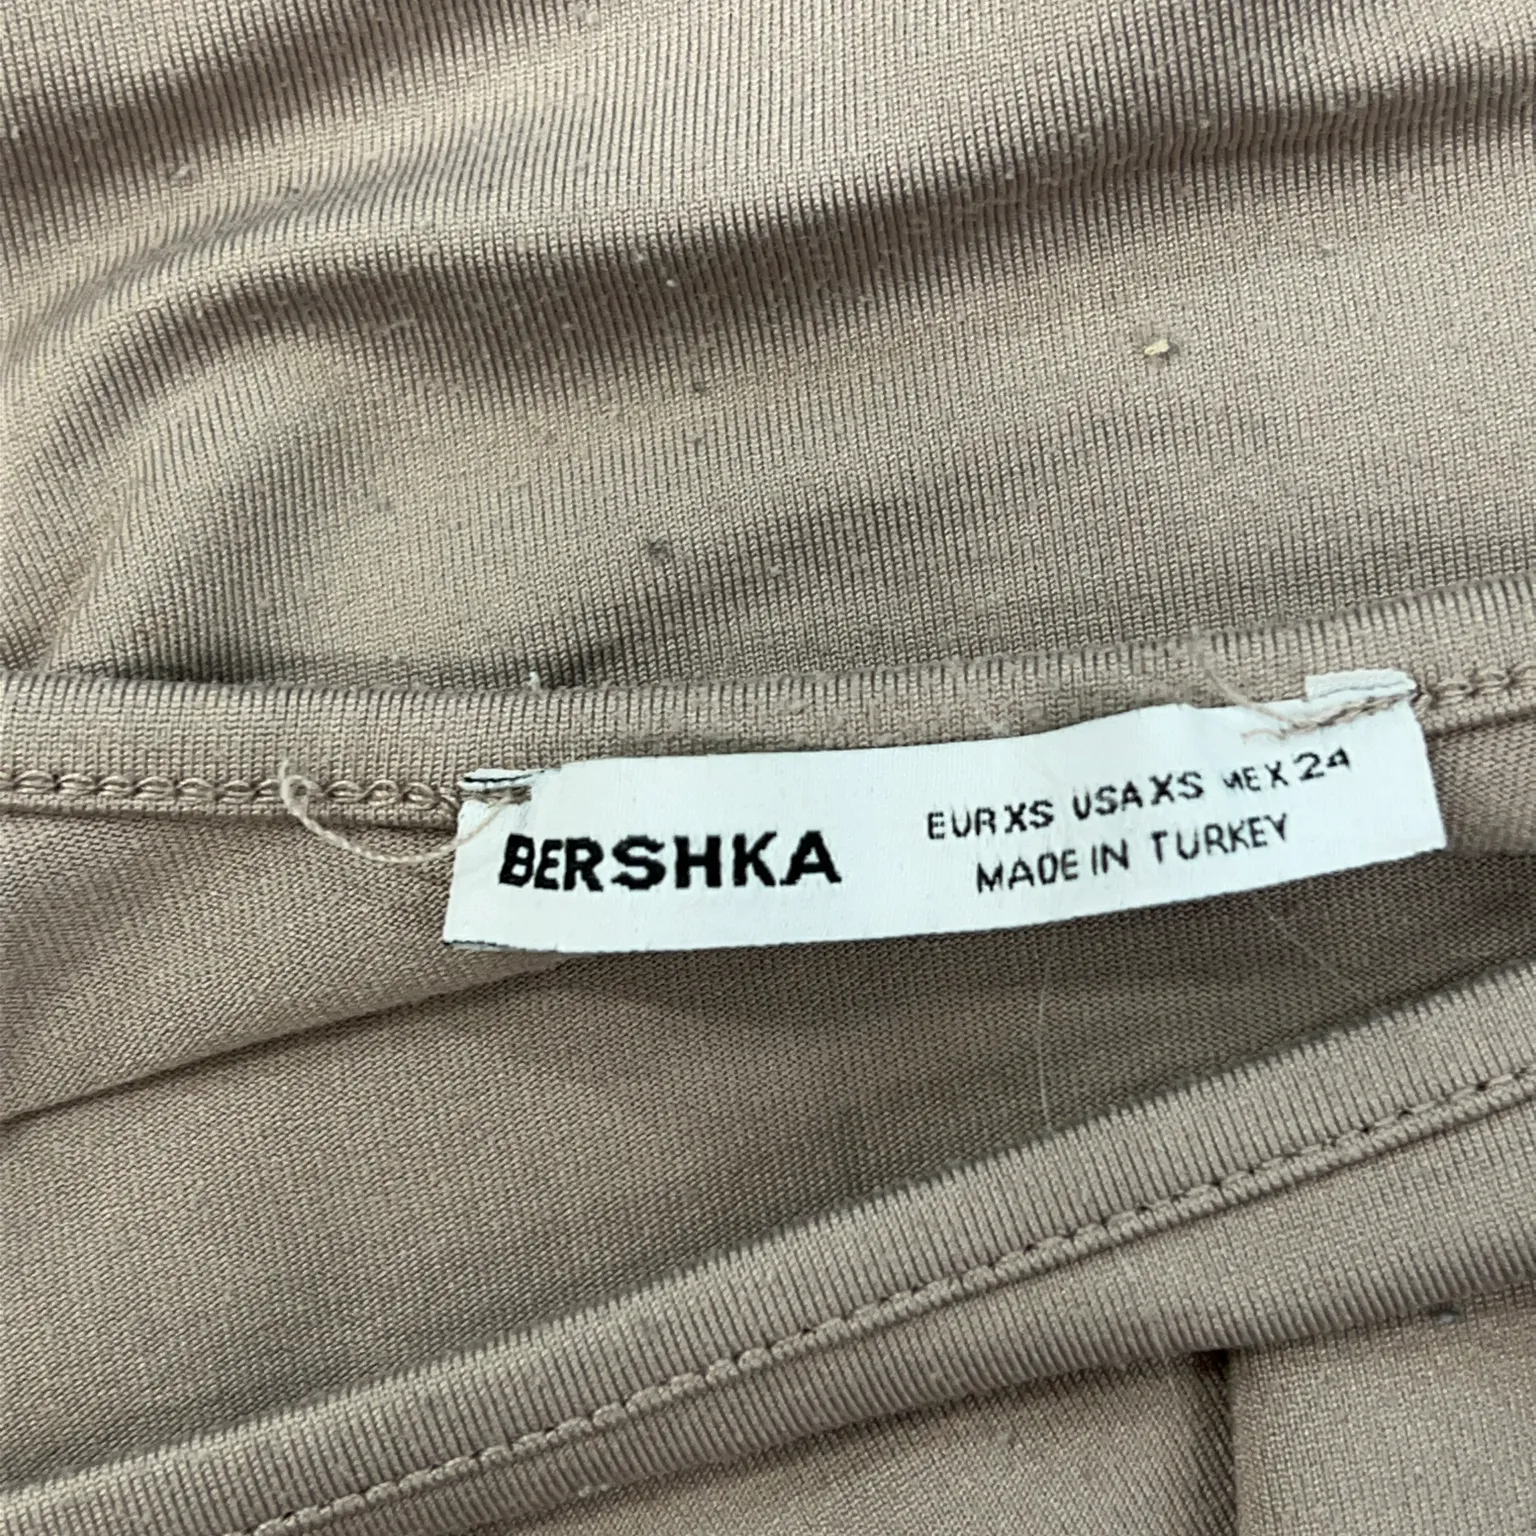 BERSHKA
EUR XS USA XS MEX 24
MADE IN TURKEY